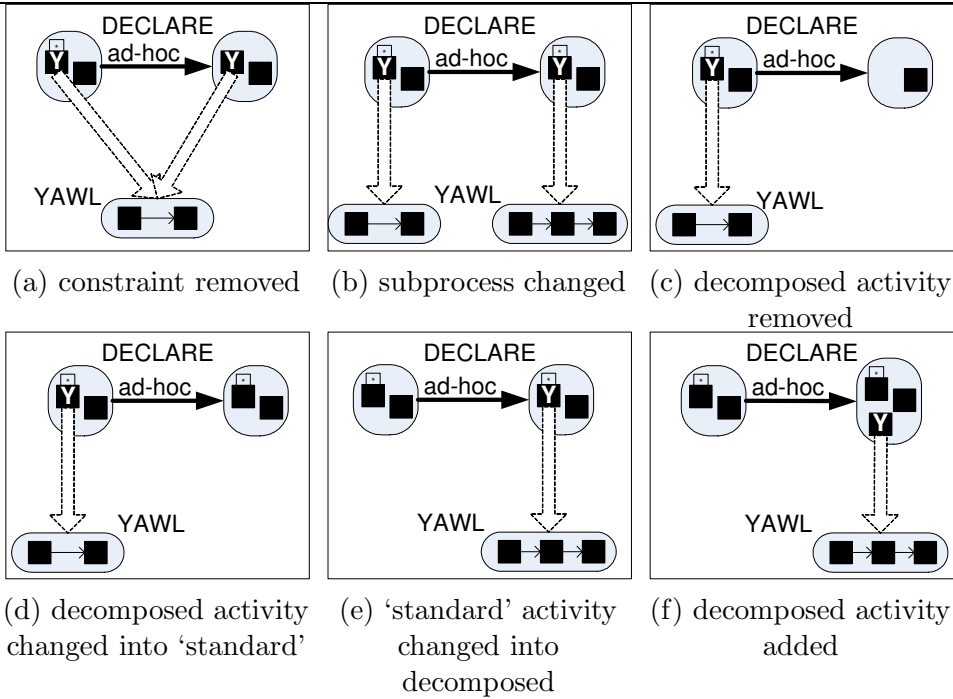 DECLARE
Y ad-hoc Y
YAWL
(a) constraint removed
DECLARE
Y ad-hoc Y
YAWL
(b) subprocess changed
DECLARE
Y ad-hoc
YAWL
(c) decomposed activity
removed
DECLARE
Y ad-hoc
YAWL
(d) decomposed activity
changed into ‘standard’
DECLARE
ad-hoc Y
YAWL
(e) ‘standard’ activity
changed into
decomposed
DECLARE
ad-hoc
Y
YAWL
(f) decomposed activity
added